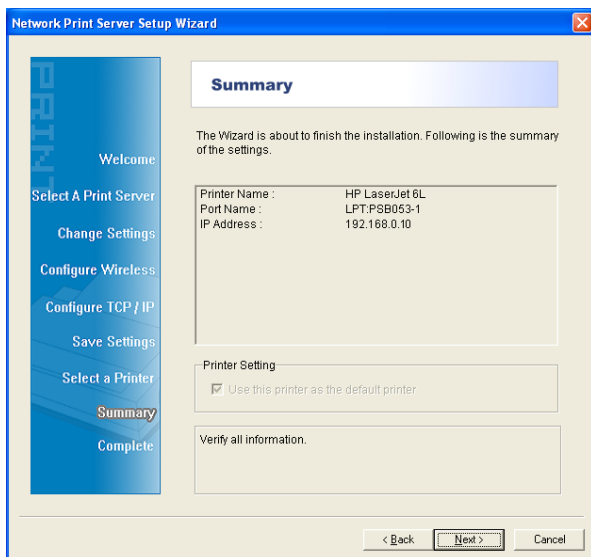 Network Print Server Setup Wizard
PRINT
Welcome
Select A Print Server
Change Settings
Configure Wireless
Configure TCP / IP
Save Settings
Select a Printer
Summary
Complete
Summary
The Wizard is about to finish the installation. Following is the summary
of the settings.
Printer Name : HP LaserJet 6L
Port Name : LPT:PSB053-1
IP Address : 192.168.0.10
Printer Setting
Use this printer as the default printer
Verify all information.
< Back Next > Cancel